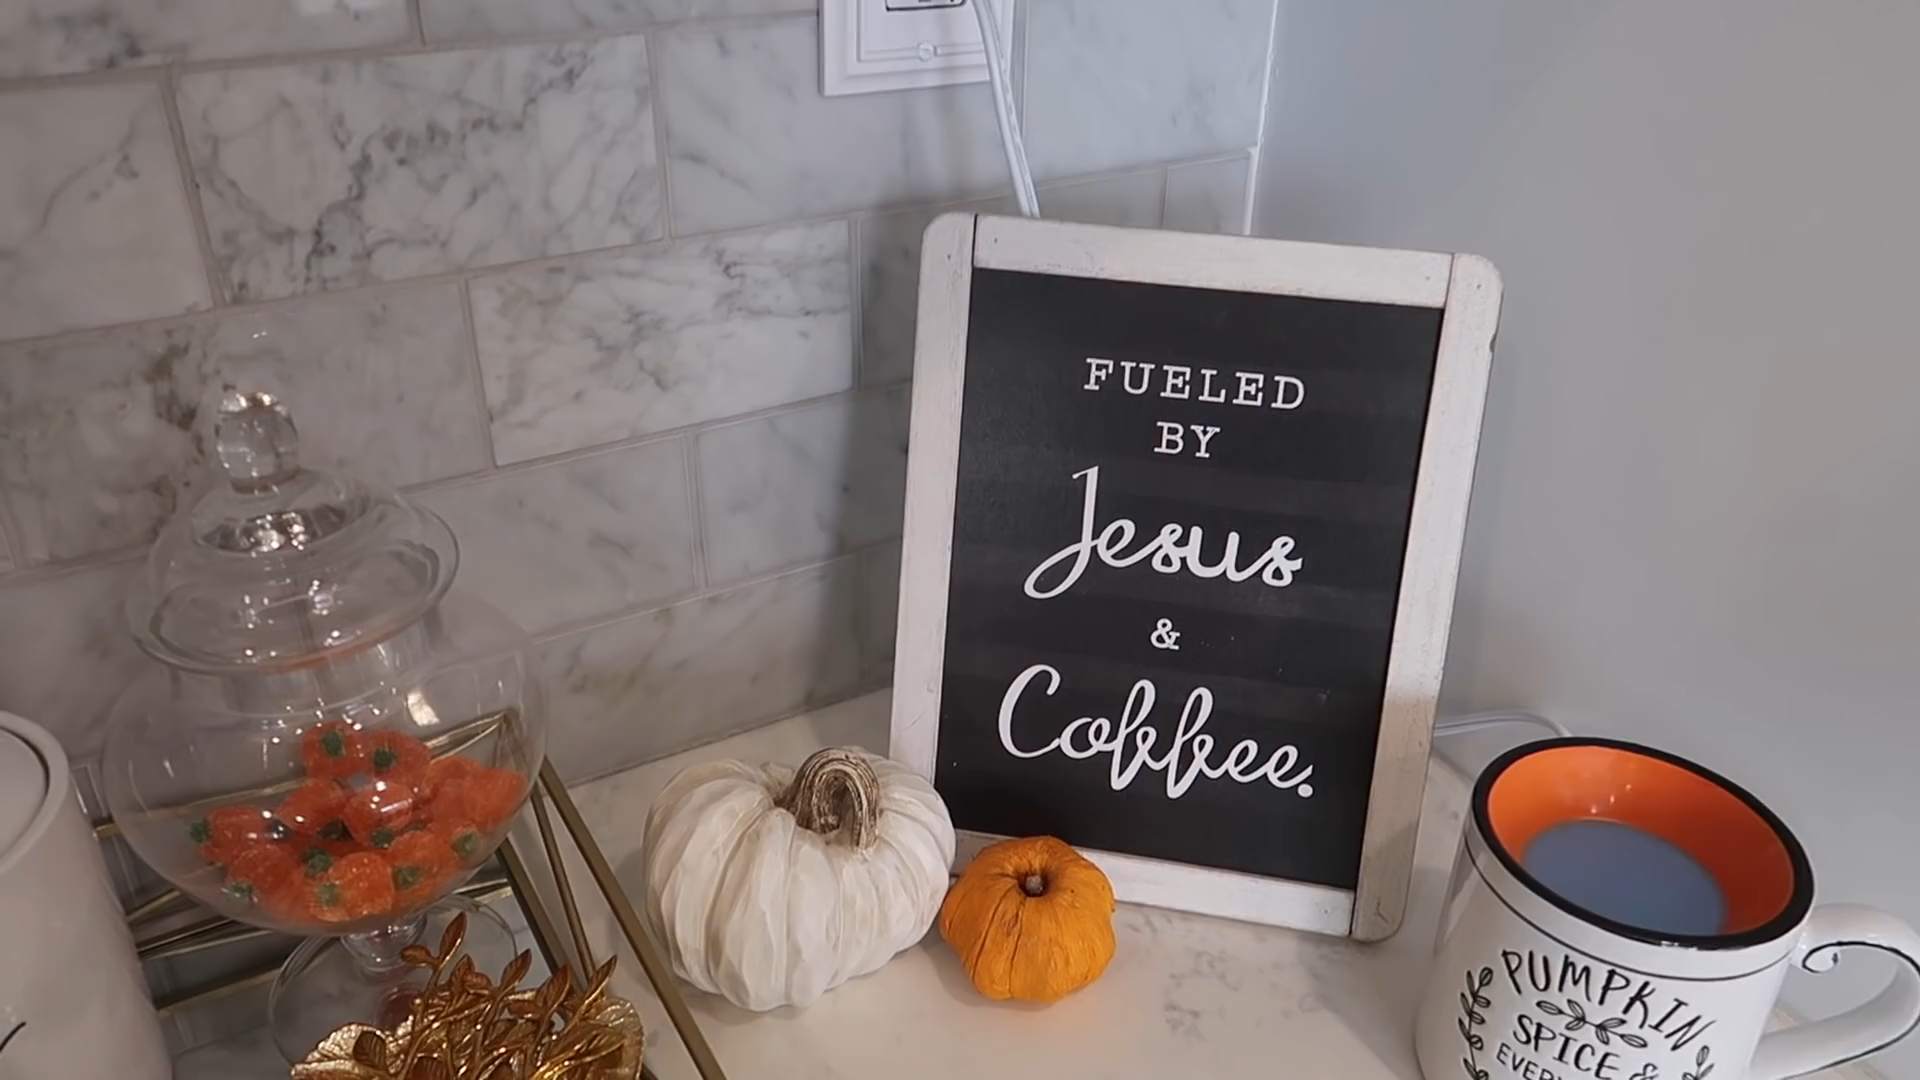 FUELED
BY
Jesus
&
Coffee.
PUMPKIN
SPICE &